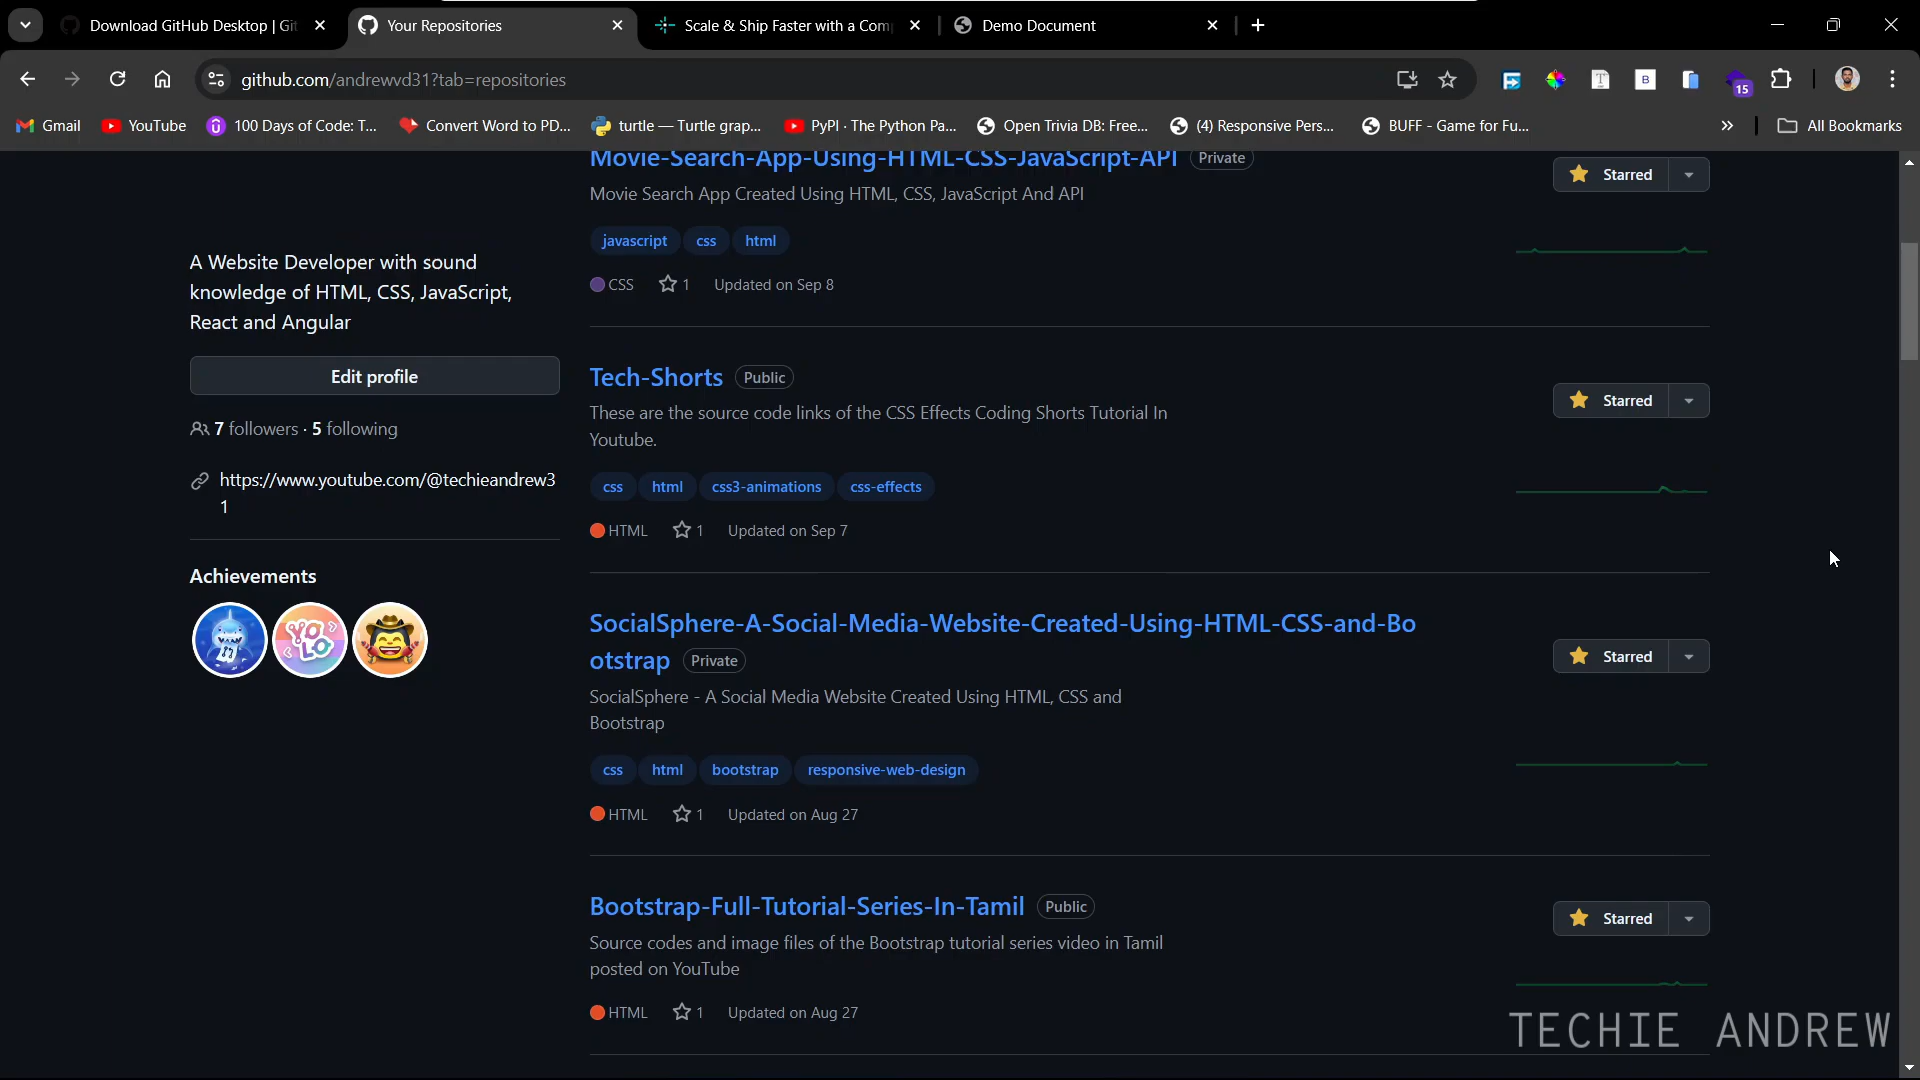 Download GitHub Desktop | Git
Your Repositories
Scale & Ship Faster with a Com
Demo Document
github.com/andrewvd31?tab=repositories
15
Gmail
YouTube
100 Days of Code: T...
Convert Word to PD...
turtle — Turtle grap...
PyPI · The Python Pa...
Open Trivia DB: Free...
(4) Responsive Pers...
BUFF - Game for Fu...
All Bookmarks
A Website Developer with sound
knowledge of HTML, CSS, JavaScript,
React and Angular
Edit profile
7 followers · 5 following
https://www.youtube.com/@techieandrew3
1
Achievements
YOLO
Movie-Search-App-Using-HTML-CSS-JavaScript-API Private
Starred
Movie Search App Created Using HTML, CSS, JavaScript And API
javascript css html
CSS 1 Updated on Sep 8
Tech-Shorts Public
Starred
These are the source code links of the CSS Effects Coding Shorts Tutorial In
Youtube.
css html css3-animations css-effects
HTML 1 Updated on Sep 7
SocialSphere-A-Social-Media-Website-Created-Using-HTML-CSS-and-Bo
otstrap Private
Starred
SocialSphere - A Social Media Website Created Using HTML, CSS and
Bootstrap
css html bootstrap responsive-web-design
HTML 1 Updated on Aug 27
Bootstrap-Full-Tutorial-Series-In-Tamil Public
Starred
Source codes and image files of the Bootstrap tutorial series video in Tamil
posted on YouTube
HTML 1 Updated on Aug 27
TECHIE ANDREW